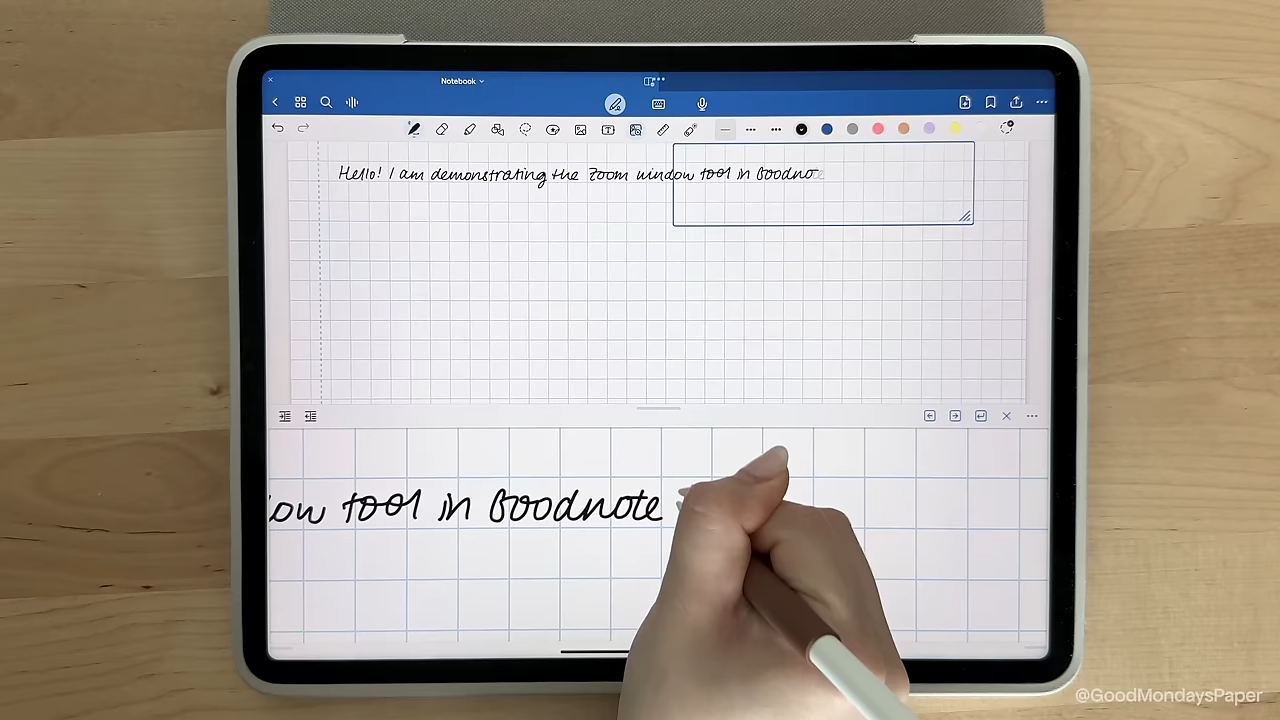 Notebook
Hello! I am demonstrating the zoom window tool in Goodnote
ow tool in Goodnote
@GoodMondaysPaper